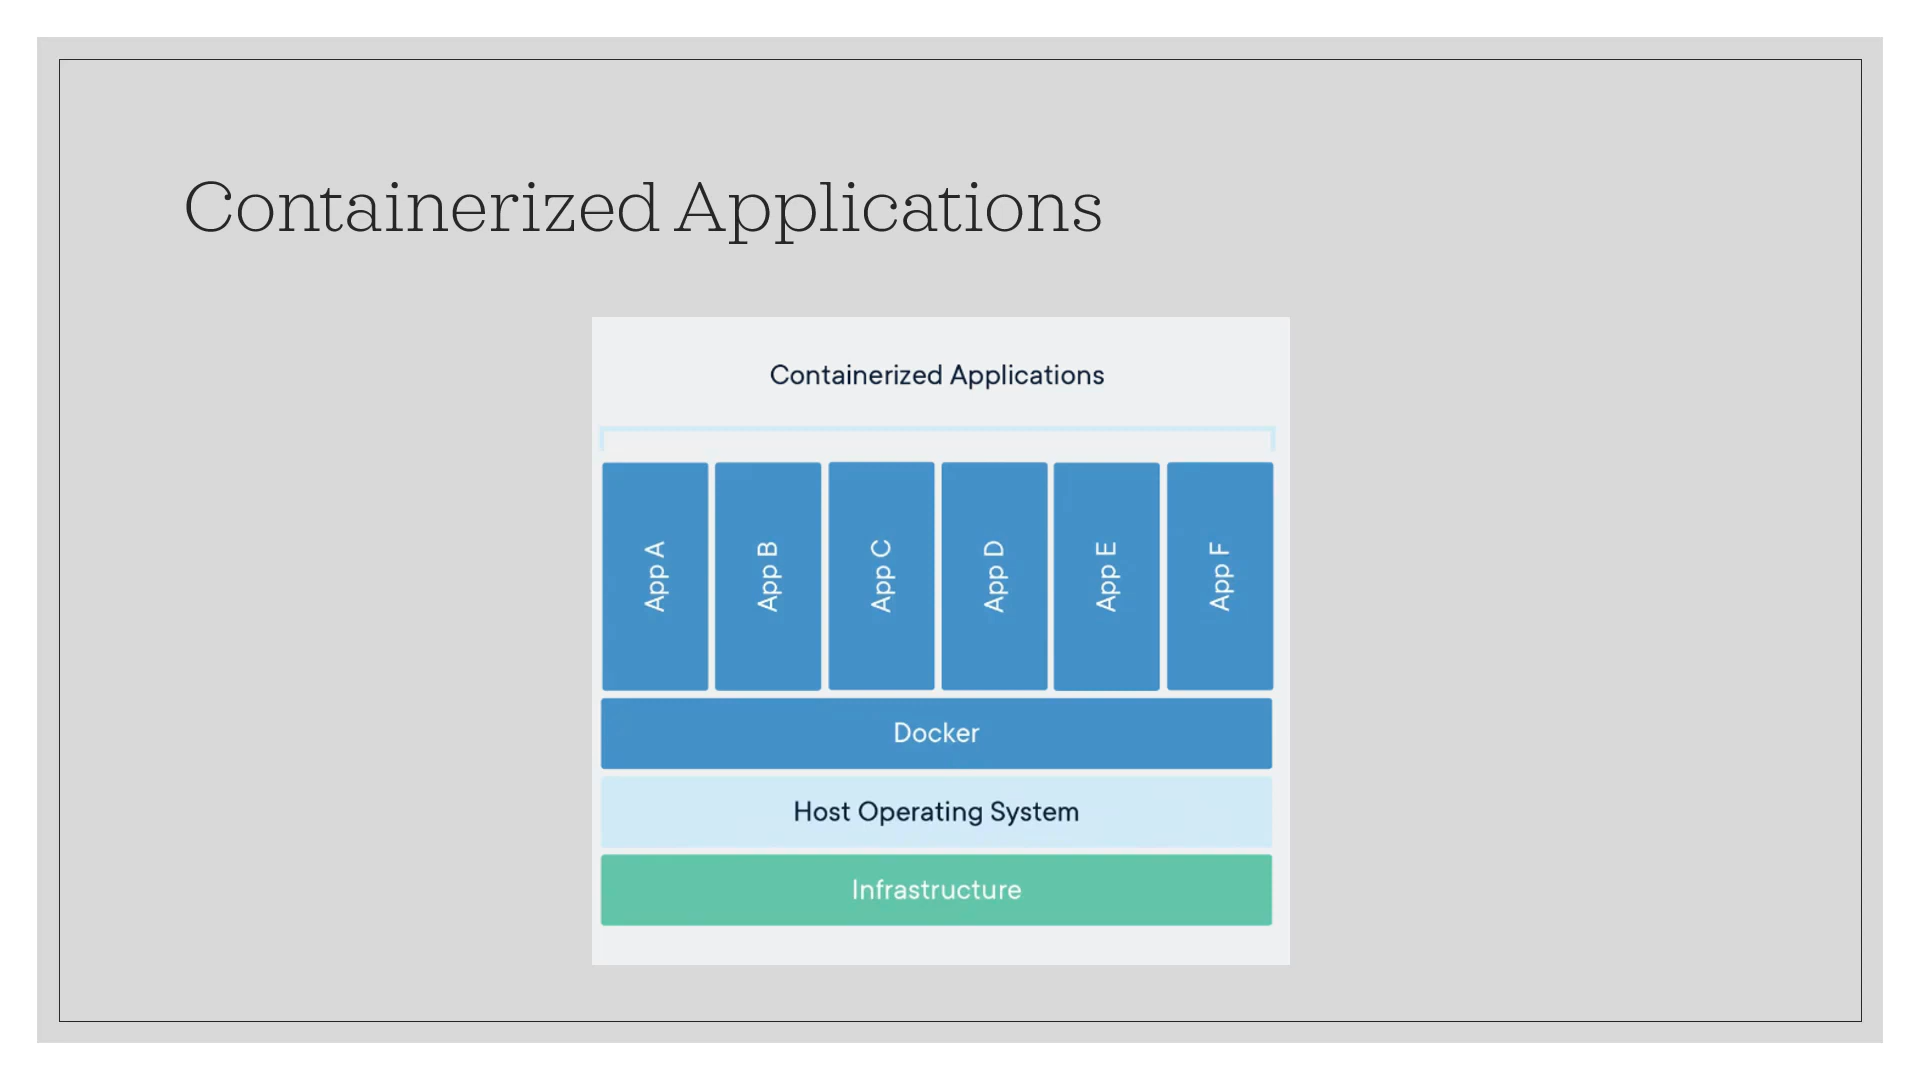 Containerized Applications
Containerized Applications
App A
App B
App C
App D
App E
App F
Docker
Host Operating System
Infrastructure